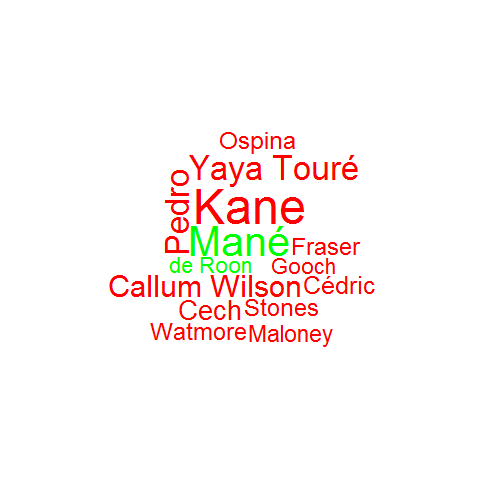 Ospina
Yaya Touré
Pedro
Kane
Mané
Fraser
de Roon
Gooch
Callum Wilson
Cédric
Cech
Stones
Watmore
Maloney